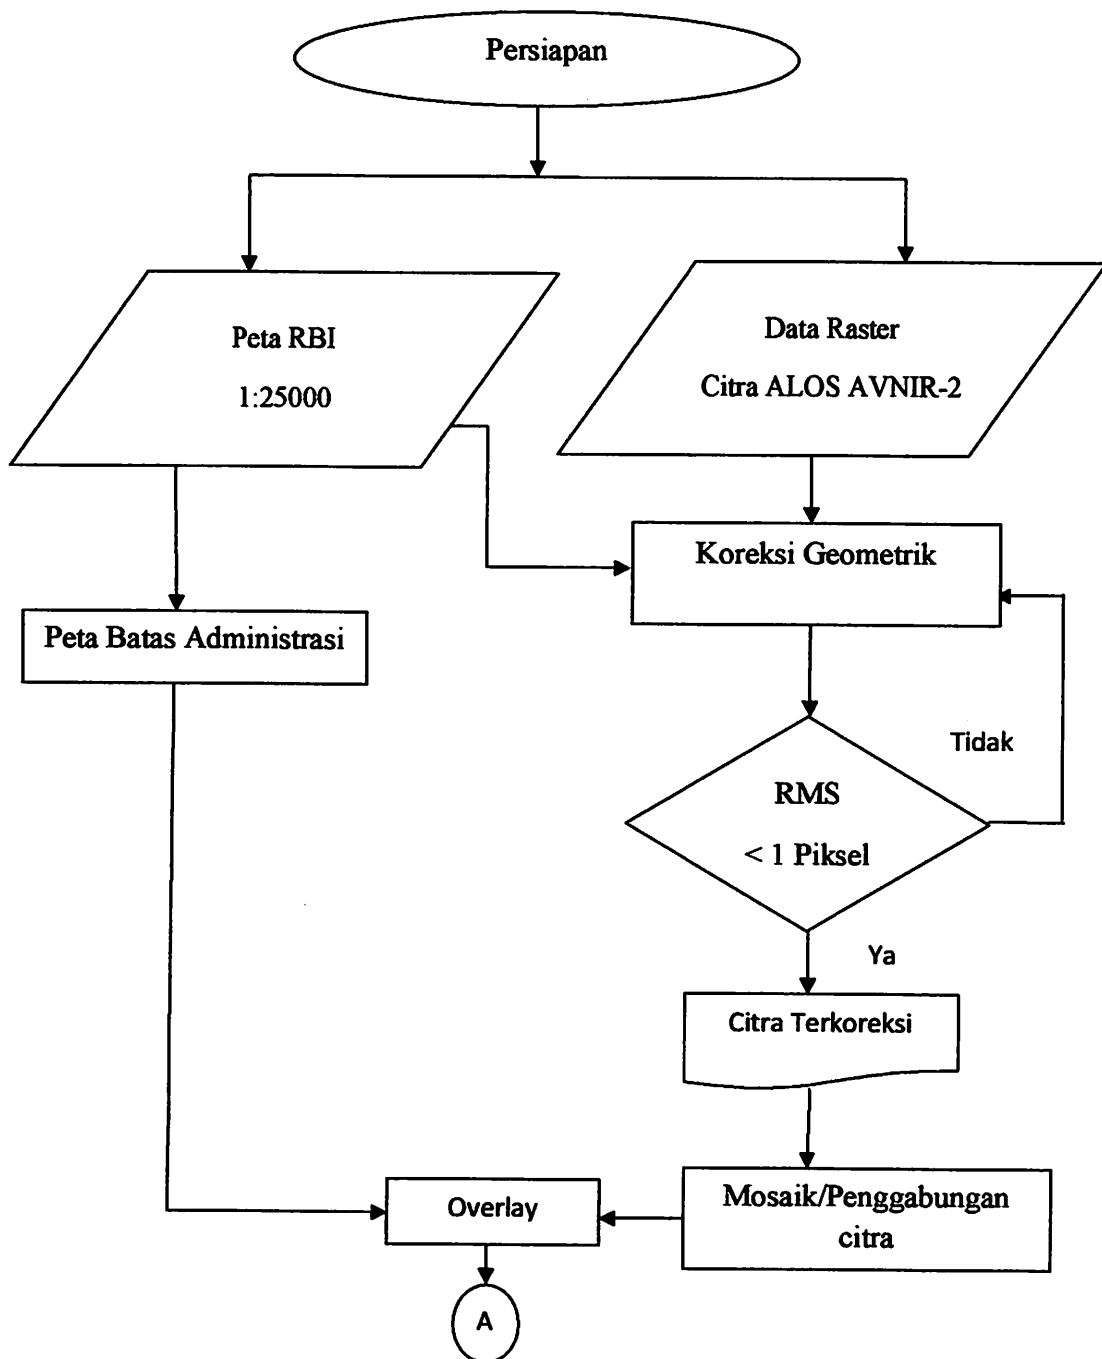 Persiapan
Peta RBI
1:25000
Data Raster
Citra ALOS AVNIR-2
Koreksi Geometrik
Peta Batas Administrasi
Tidak
RMS
< 1 Piksel
Ya
Citra Terkoreksi
Mosaik/Penggabungan
citra
Overlay
A